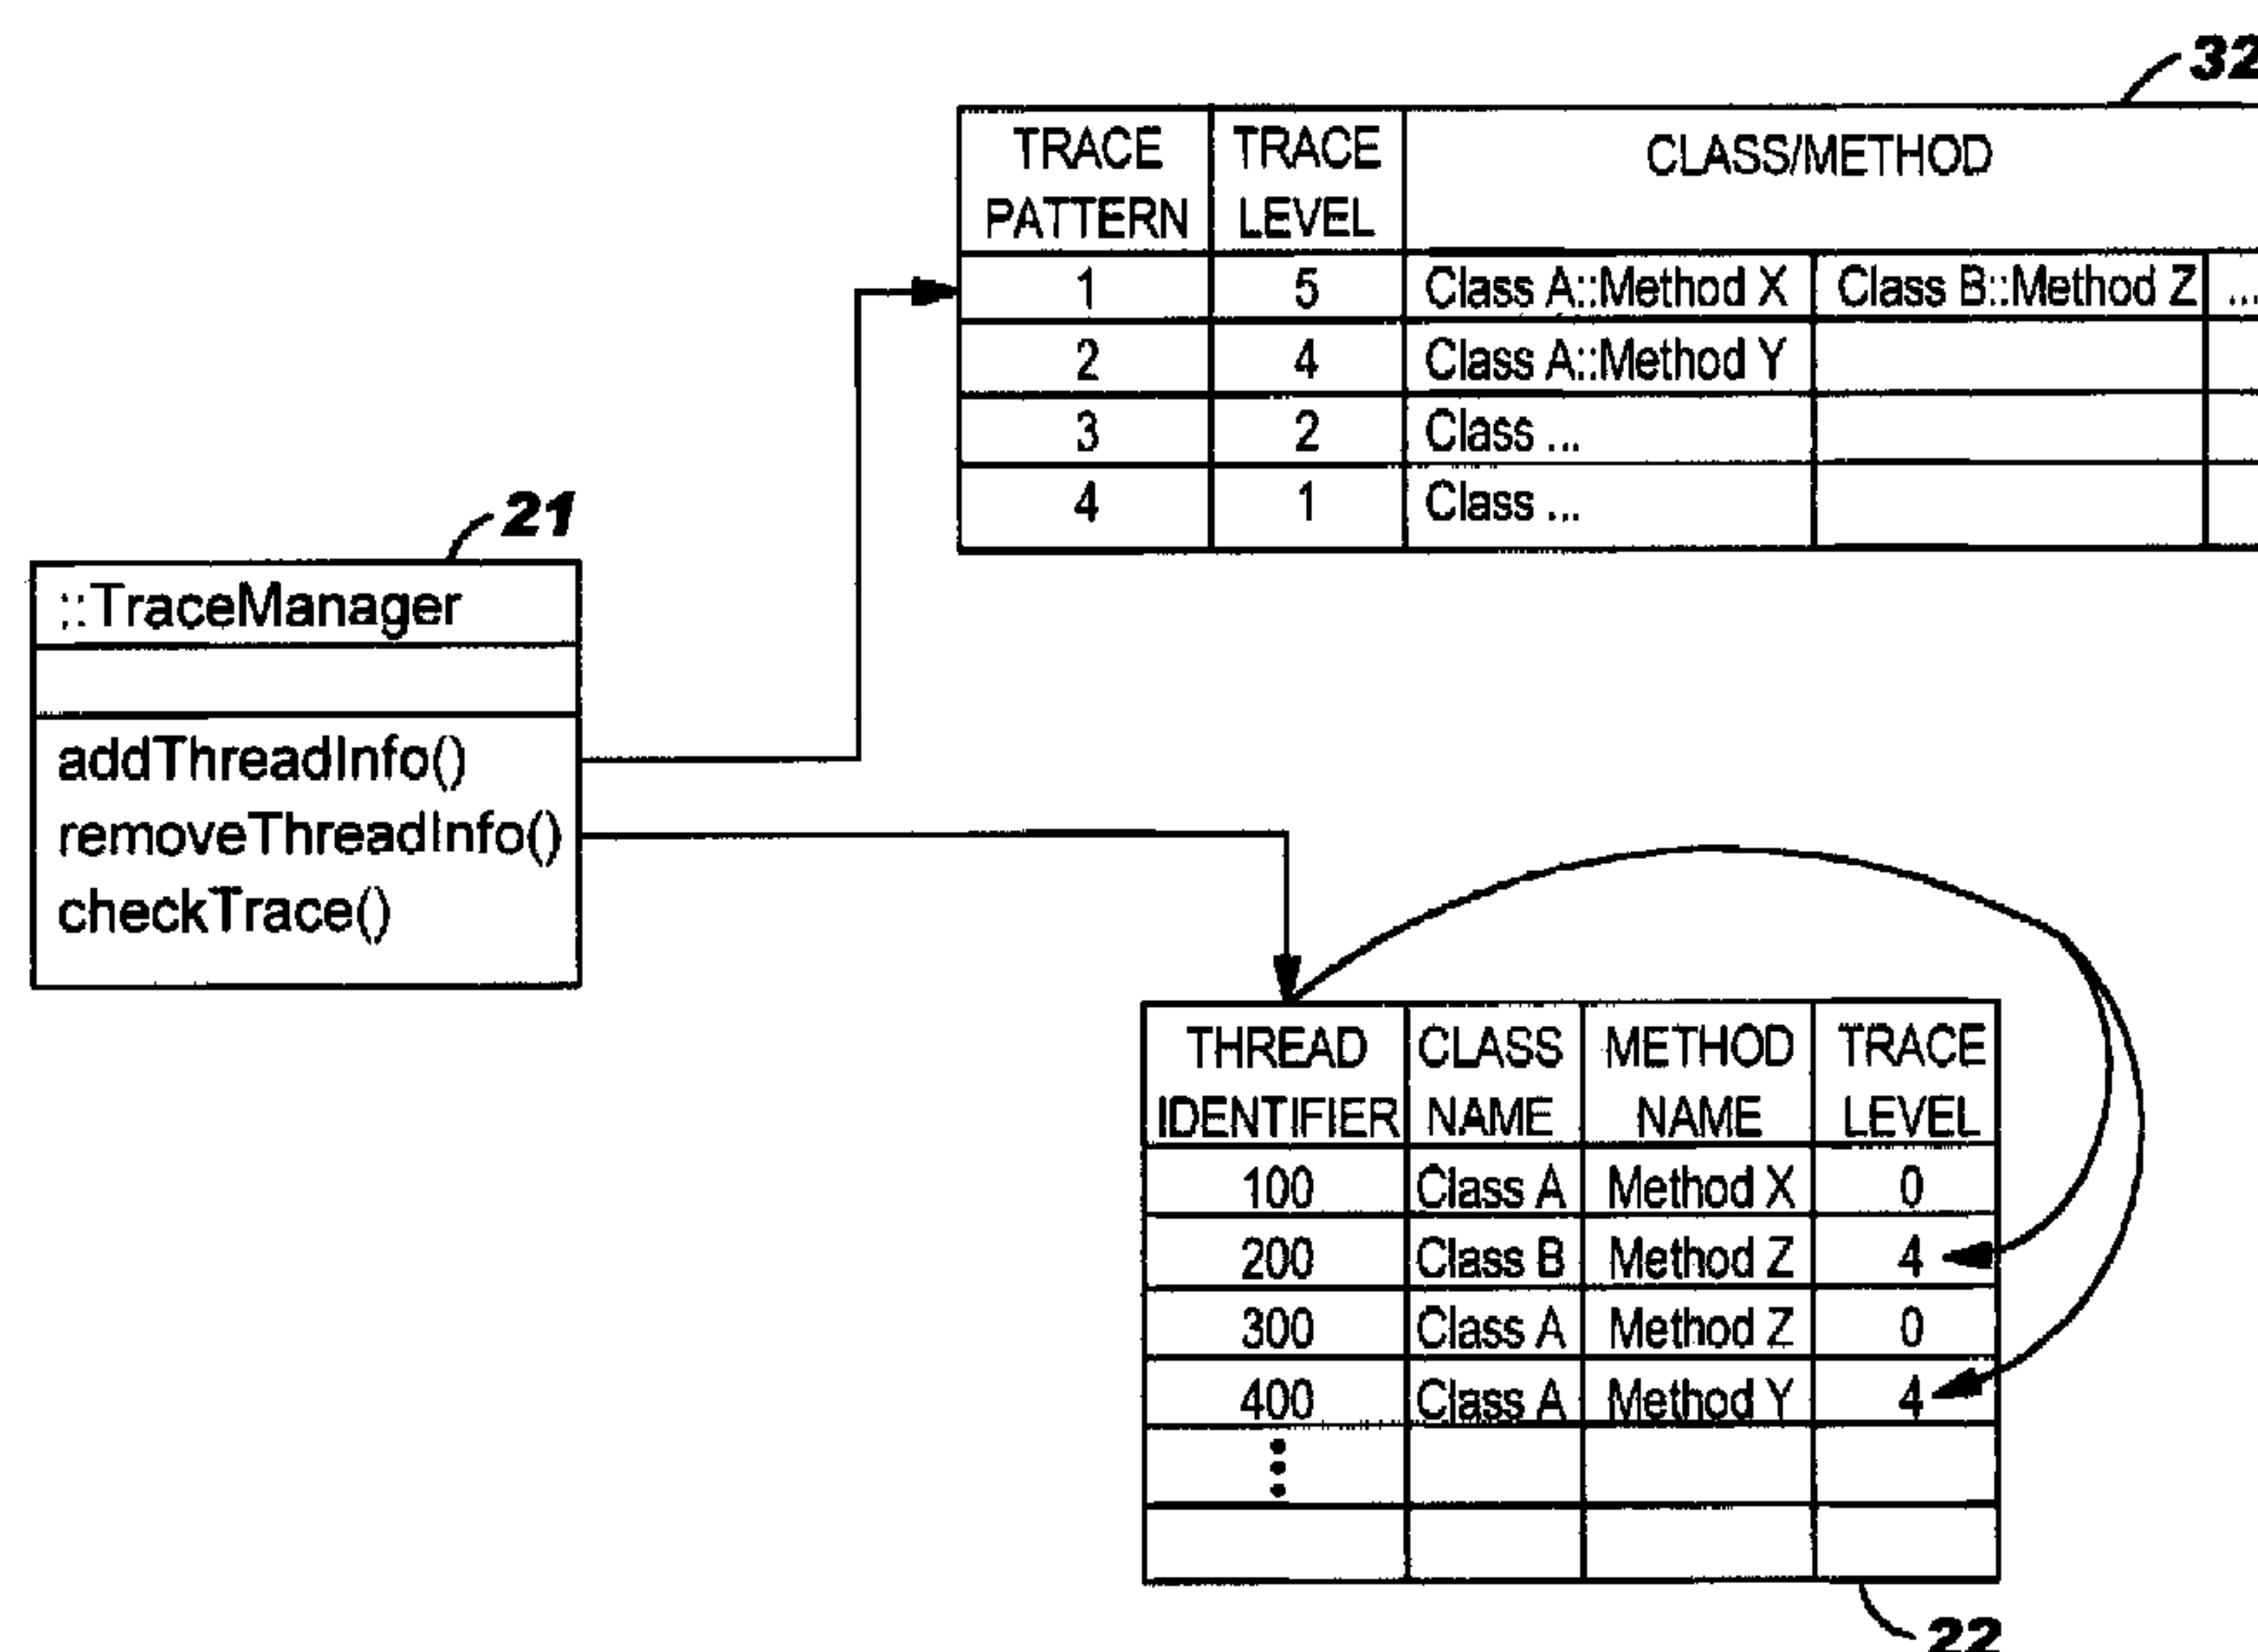 32
TRACE PATTERN TRACE LEVEL CLASS/METHOD
1 5 Class A::Method X Class B::Method Z ...
2 4 Class A::Method Y
3 2 Class ...
4 1 Class ...
21
::TraceManager
addThreadInfo()
removeThreadInfo()
checkTrace()
THREAD IDENTIFIER CLASS NAME METHOD NAME TRACE LEVEL
100 Class A Method X 0
200 Class B Method Z 4
300 Class A Method Z 0
400 Class A Method Y 4
22